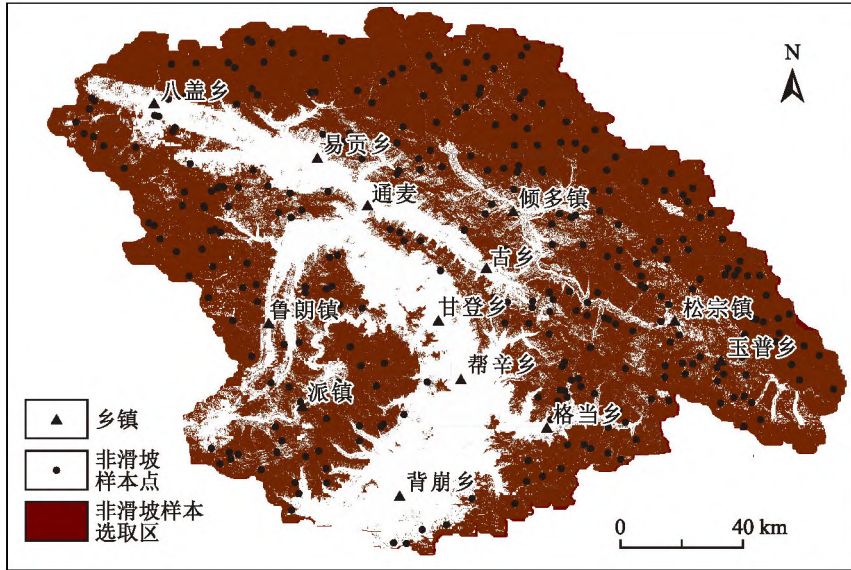 N
八盖乡
易贡乡
通麦
倾多镇
古乡
鲁朗镇
甘登乡
松宗镇
玉普乡
帮辛乡
派镇
格当乡
背崩乡
乡镇
非滑坡
样本点
非滑坡样本
选取区
0 40 km